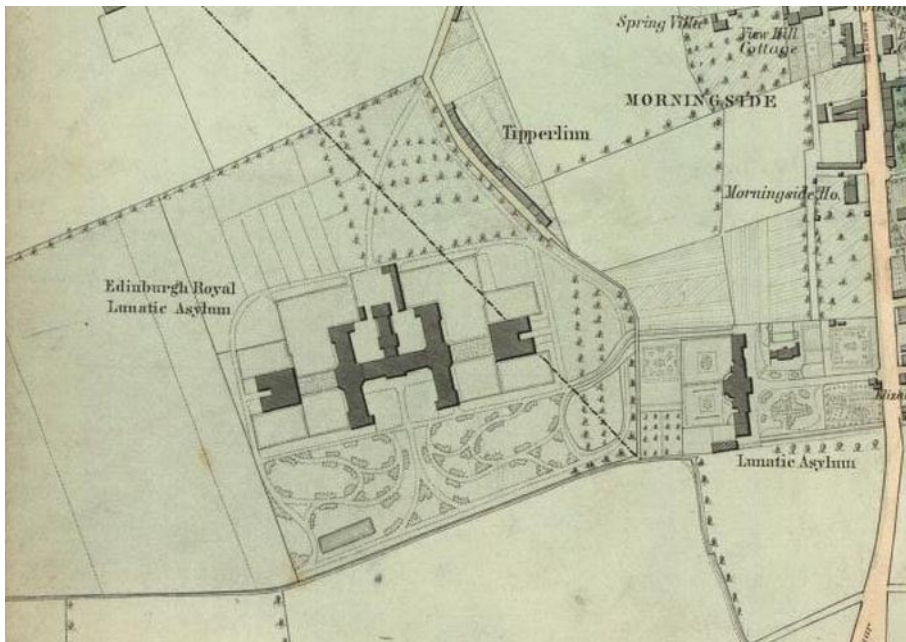 Spring Villa
View Hill
Cottage
MORNINGSIDE
Tipperlinn
Morningside Ho.
Edinburgh Royal
Lunatic Asylum
Lunatic Asylum